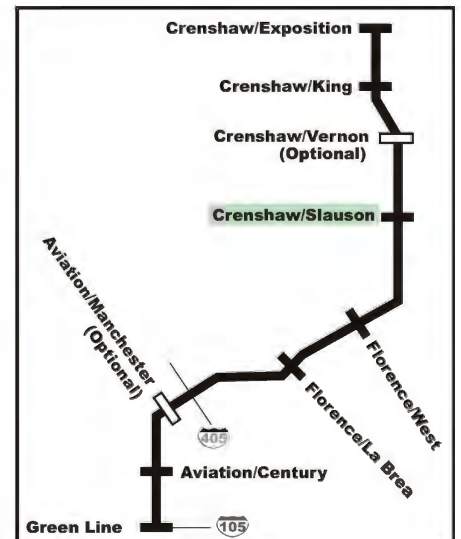 Crenshaw/Exposition
Crenshaw/King
Crenshaw/Vernon
(Optional)
Crenshaw/Slauson
Florence/West
Florence/La Brea
405
Aviation/Manchester
(Optional)
Aviation/Century
Green Line
105